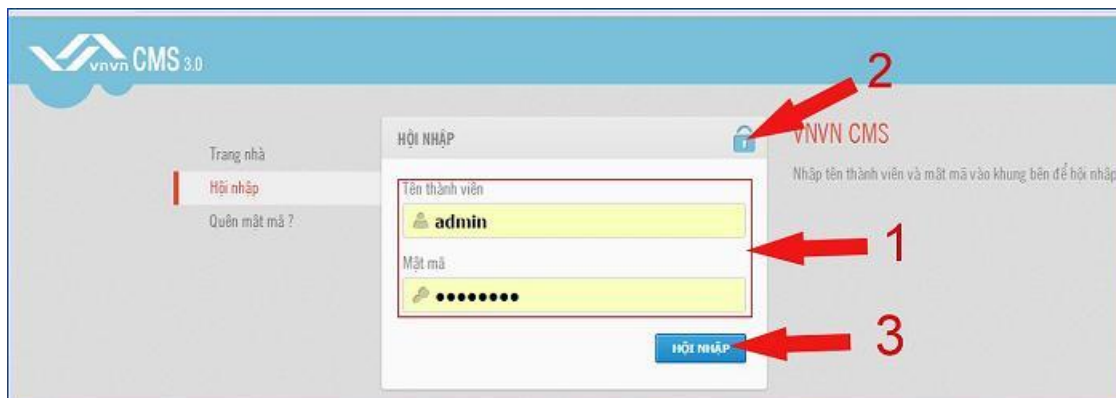 vnvn CMS 3.0
2
HỘI NHẬP
VNVN CMS
Trang nhà
Nhập tên thành viên và mật mã vào khung bên để hội nhập
Hội nhập
Tên thành viên
Quên mật mã ?
admin
1
Mật mã
••••••••
HỘI NHẬP
3